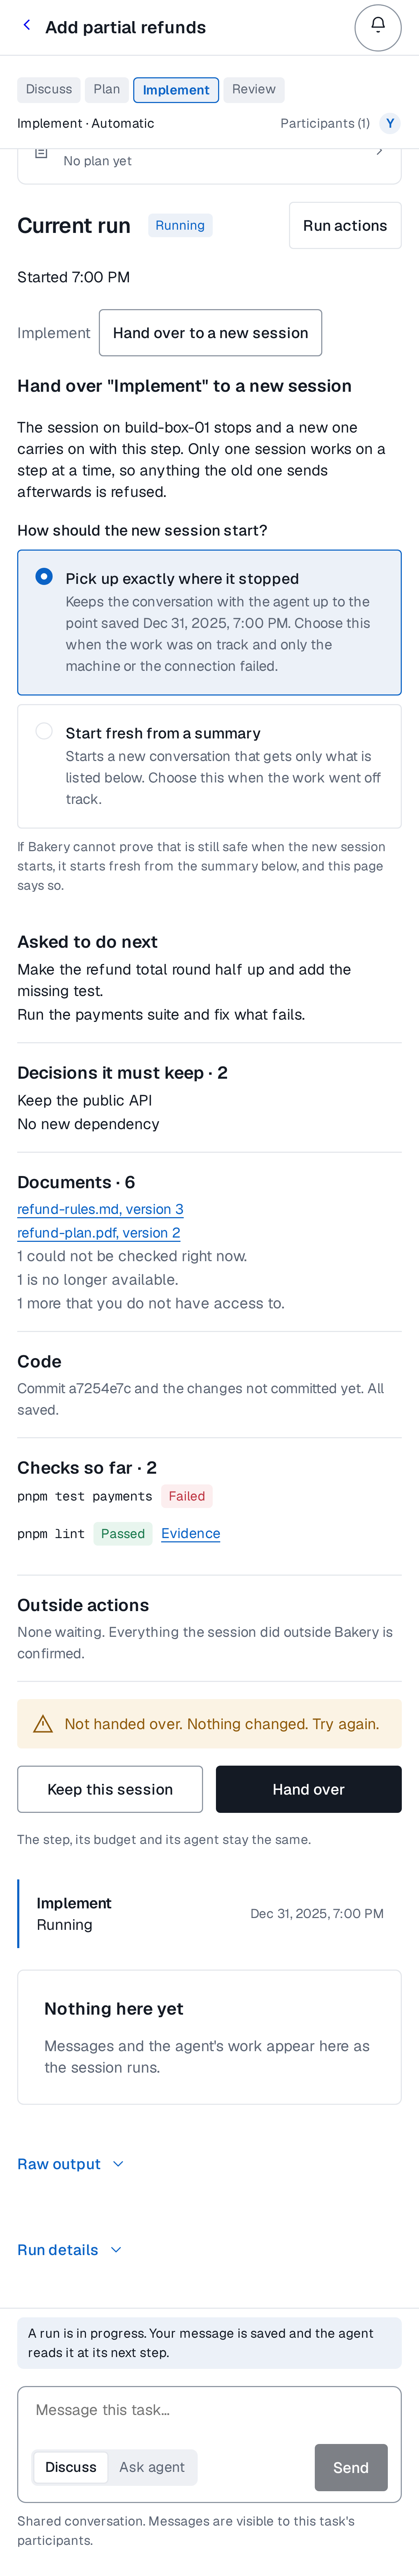 Add partial refunds
Discuss
Plan
Implement
Review
Implement · Automatic
Participants (1)
Y
No plan yet
Current run
Running
Run actions
Started 7:00 PM
Implement
Hand over to a new session
Hand over "Implement" to a new session
The session on build-box-01 stops and a new one
carries on with this step. Only one session works on a
step at a time, so anything the old one sends
afterwards is refused.
How should the new session start?
Pick up exactly where it stopped
Keeps the conversation with the agent up to the
point saved Dec 31, 2025, 7:00 PM. Choose this
when the work was on track and only the
machine or the connection failed.
Start fresh from a summary
Starts a new conversation that gets only what is
listed below. Choose this when the work went off
track.
If Bakery cannot prove that is still safe when the new session
starts, it starts fresh from the summary below, and this page
says so.
Asked to do next
Make the refund total round half up and add the
missing test.
Run the payments suite and fix what fails.
Decisions it must keep · 2
Keep the public API
No new dependency
Documents · 6
refund-rules.md, version 3
refund-plan.pdf, version 2
1 could not be checked right now.
1 is no longer available.
1 more that you do not have access to.
Code
Commit a7254e7c and the changes not committed yet. All
saved.
Checks so far · 2
pnpm test payments Failed
pnpm lint Passed Evidence
Outside actions
None waiting. Everything the session did outside Bakery is
confirmed.
Not handed over. Nothing changed. Try again.
Keep this session
Hand over
The step, its budget and its agent stay the same.
Implement
Running
Dec 31, 2025, 7:00 PM
Nothing here yet
Messages and the agent's work appear here as
the session runs.
Raw output
Run details
A run is in progress. Your message is saved and the agent
reads it at its next step.
Message this task...
Discuss
Ask agent
Send
Shared conversation. Messages are visible to this task's
participants.